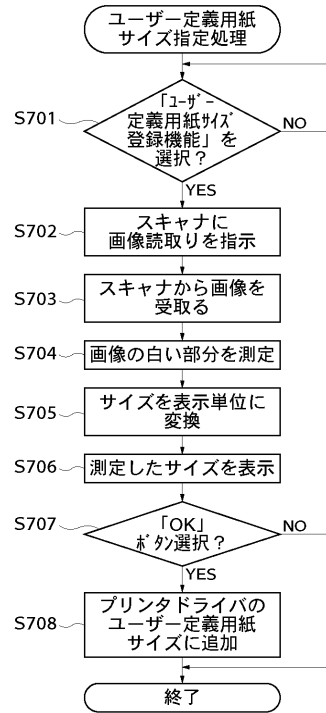 ユーザー定義用紙
サイズ指定処理
S701
「ﾕｰｻﾞｰ
定義用紙ｻｲｽﾞ
登録機能」を
選択？
NO
YES
S702
スキャナに
画像読取りを指示
S703
スキャナから画像を
受取る
S704
画像の白い部分を測定
S705
サイズを表示単位に
変換
S706
測定したサイズを表示
S707
「OK」
ﾎﾞﾀﾝ選択？
NO
YES
S708
プリンタドライバの
ユーザー定義用紙
サイズに追加
終了